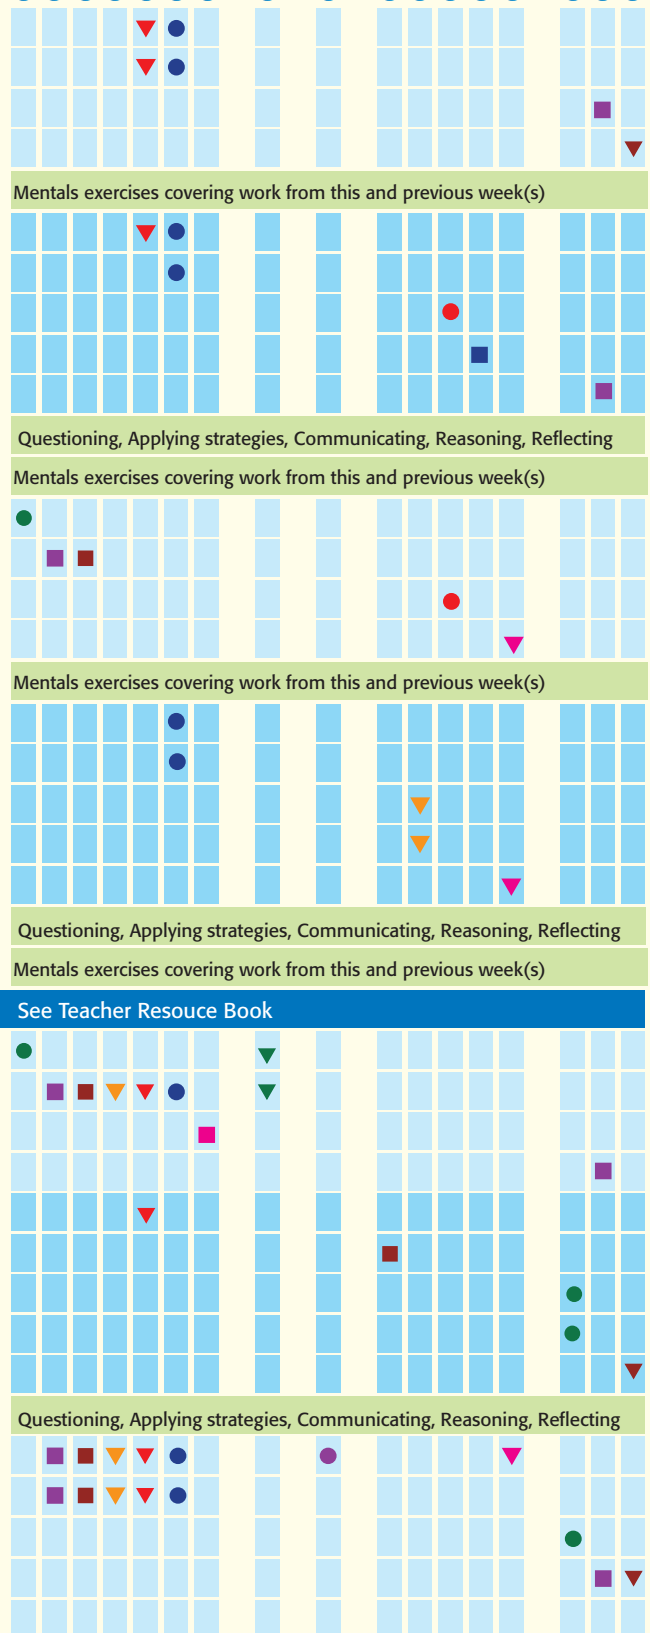 Mentals exercises covering work from this and previous week(s)
Questioning, Applying strategies, Communicating, Reasoning, Reflecting
Mentals exercises covering work from this and previous week(s)
Mentals exercises covering work from this and previous week(s)
Questioning, Applying strategies, Communicating, Reasoning, Reflecting
Mentals exercises covering work from this and previous week(s)
See Teacher Resouce Book
Questioning, Applying strategies, Communicating, Reasoning, Reflecting